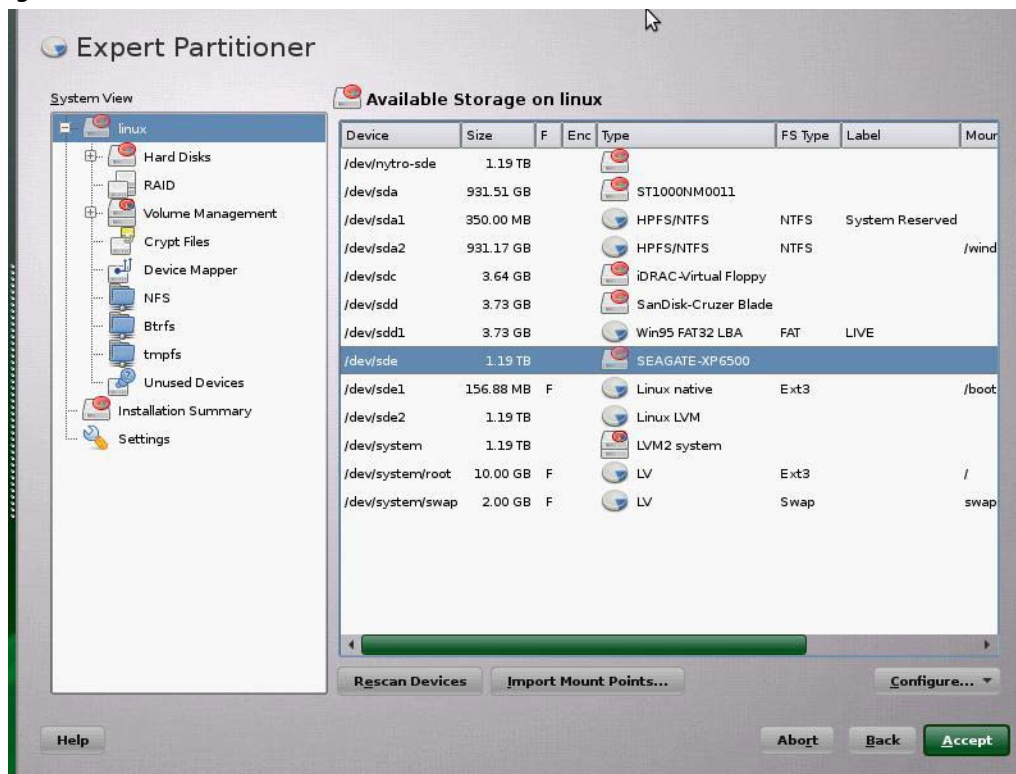 Expert Partitioner
System View
linux
Hard Disks
RAID
Volume Management
Crypt Files
Device Mapper
NFS
Btrfs
tmpfs
Unused Devices
Installation Summary
Settings
Available Storage on linux
Device Size F Enc Type FS Type Label Moun
/dev/nytro-sde 1.19 TB
/dev/sda 931.51 GB ST1000NM0011
/dev/sda1 350.00 MB HPFS/NTFS NTFS System Reserved
/dev/sda2 931.17 GB HPFS/NTFS NTFS /wind
/dev/sdc 3.64 GB iDRAC-Virtual Floppy
/dev/sdd 3.73 GB SanDisk-Cruzer Blade
/dev/sdd1 3.73 GB Win95 FAT32 LBA FAT LIVE
/dev/sde 1.19 TB SEAGATE-XP6500
/dev/sde1 156.88 MB F Linux native Ext3 /boot
/dev/sde2 1.19 TB Linux LVM
/dev/system 1.19 TB LVM2 system
/dev/system/root 10.00 GB F LV Ext3 /
/dev/system/swap 2.00 GB F LV Swap swap
Rescan Devices Import Mount Points... Configure...
Help Abort Back Accept